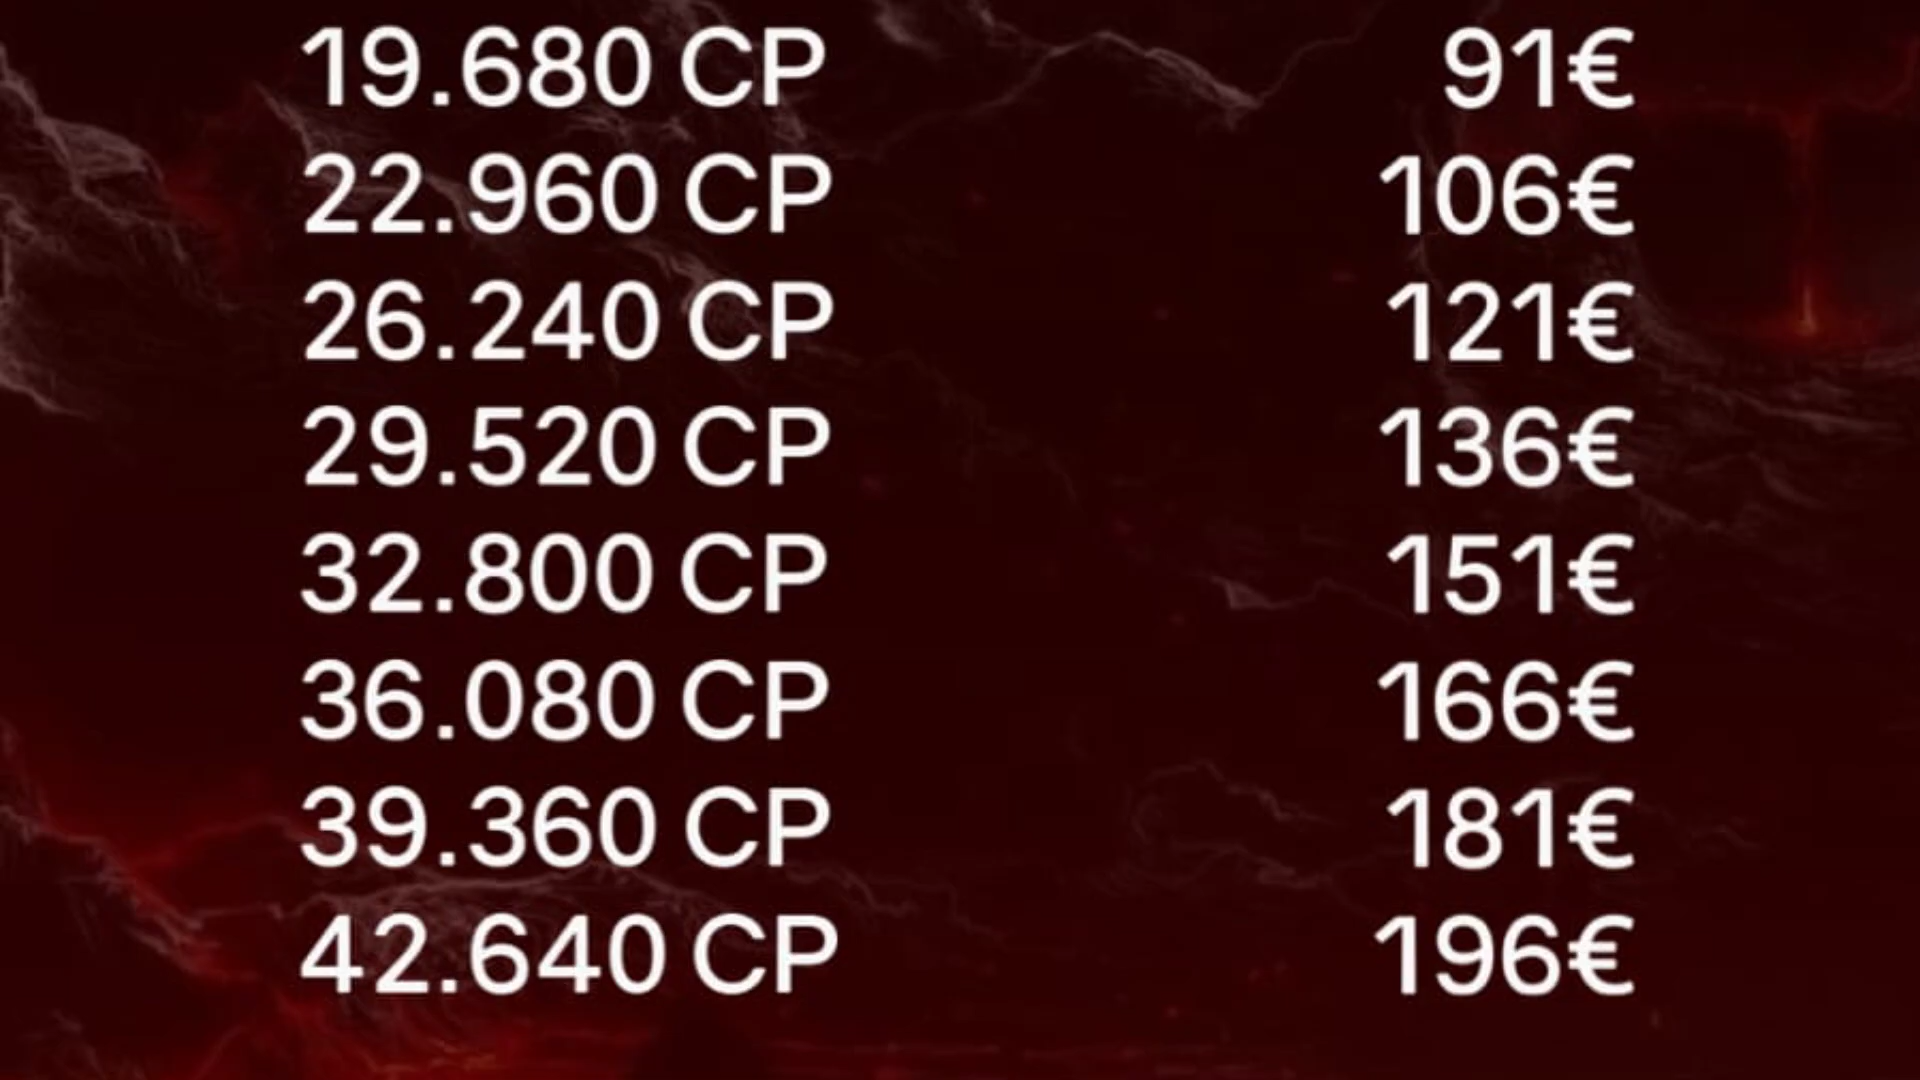 19.680 CP 91€
22.960 CP 106€
26.240 CP 121€
29.520 CP 136€
32.800 CP 151€
36.080 CP 166€
39.360 CP 181€
42.640 CP 196€